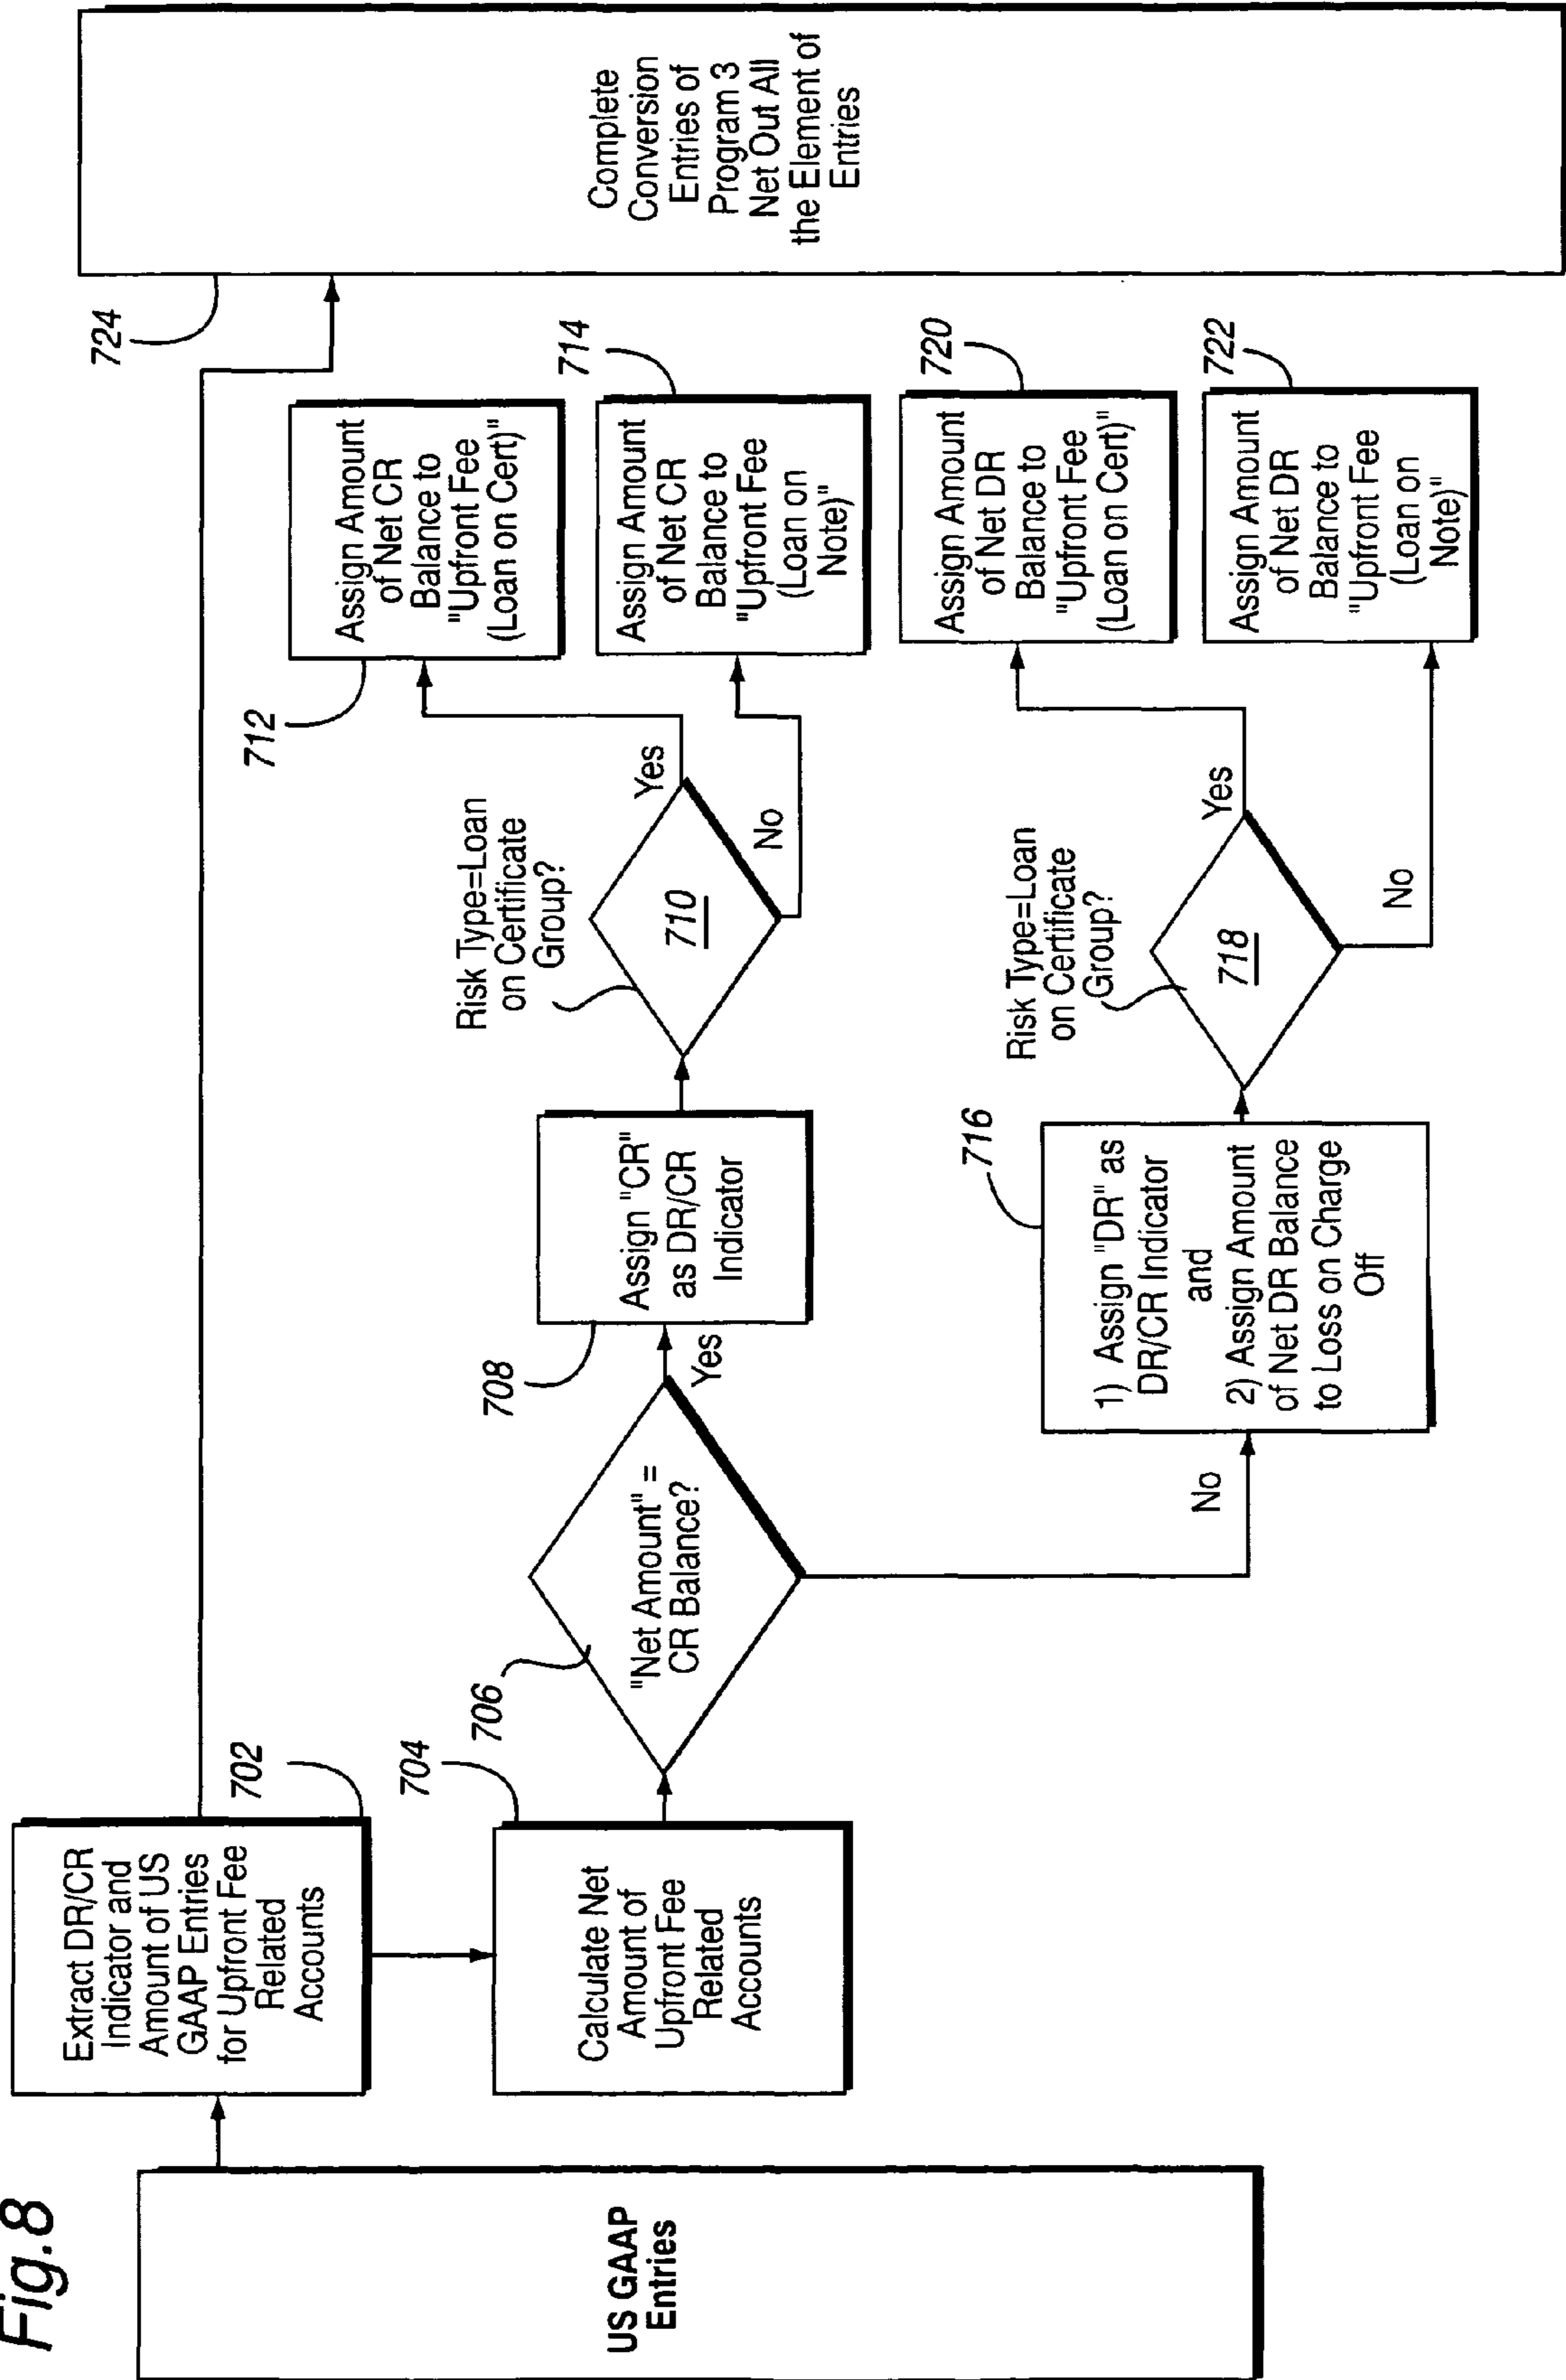 Fig.8
US GAAP
Entries
Extract DR/CR
Indicator and
Amount of US
GAAP Entries
for Upfront Fee
Related
Accounts
702
Calculate Net
Amount of
Upfront Fee
Related
Accounts
704
"Net Amount" =
CR Balance?
706
Yes
No
Assign "CR"
as DR/CR
Indicator
708
Risk Type=Loan
on Certificate
Group?
710
Yes
No
Assign Amount
of Net CR
Balance to
"Upfront Fee
(Loan on Cert)"
712
Assign Amount
of Net CR
Balance to
"Upfront Fee
(Loan on
Note)"
714
1) Assign "DR" as
DR/CR Indicator
and
2) Assign Amount
of Net DR Balance
to Loss on Charge
Off
716
Risk Type=Loan
on Certificate
Group?
718
Yes
No
Assign Amount
of Net DR
Balance to
"Upfront Fee
(Loan on Cert)"
720
Assign Amount
of Net DR
Balance to
"Upfront Fee
(Loan on
Note)"
722
Complete
Conversion
Entries of
Program 3
Net Out All
the Element of
Entries
724